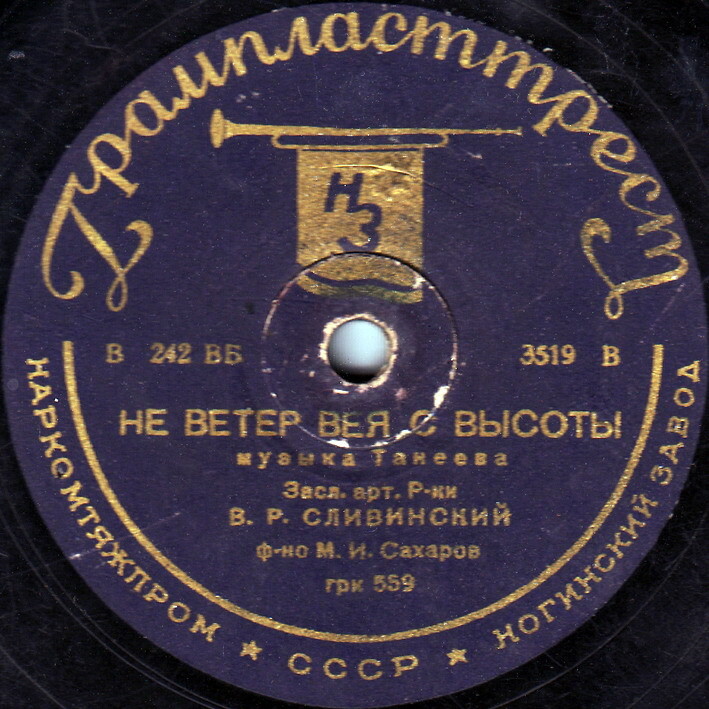 Грампласттрест
НЗ
В 242 ВБ
3519 В
НЕ ВЕТЕР ВЕЯ С ВЫСОТЫ
музыка Танеева
Засл. арт. Р-ки
В. Р. СЛИВИНСКИЙ
ф-но М. И. Сахаров
грк 559
НАРКОМТЯЖПРОМ ★ СССР ★ НОГИНСКИЙ ЗАВОД